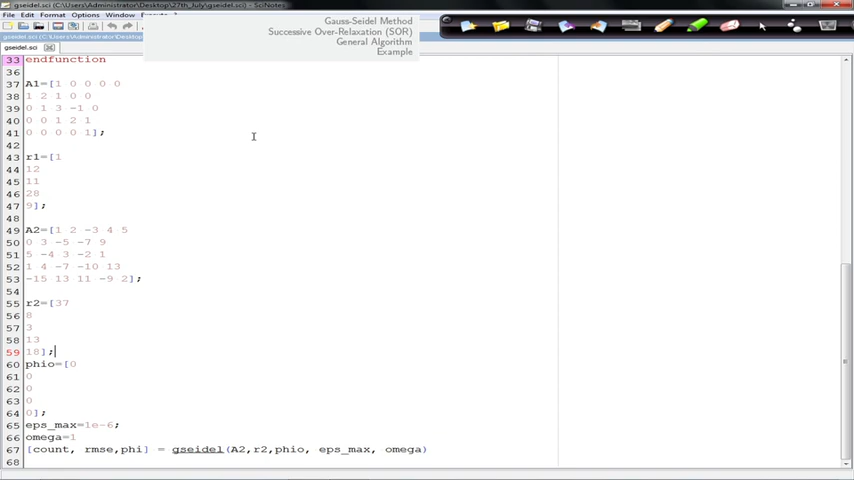 gseidel.sci (C:\Users\Administrator\Desktop\27th_July\gseidel.sci) - SciNotes
File Edit Format Options Window Execute ?
Gauss-Seidel Method
Successive Over-Relaxation (SOR)
General Algorithm
Example
gseidel.sci (C:\Users\Administrator\Desktop
gseidel.sci
33 endfunction
36
37 A1=[1 0 0 0 0
38 1 2 1 0 0
39 0 1 3 -1 0
40 0 0 1 2 1
41 0 0 0 0 1];
42
43 r1=[1
44 12
45 11
46 28
47 9];
48
49 A2=[1 2 -3 4 5
50 0 3 -5 -7 9
51 5 -4 3 -2 1
52 1 4 -7 -10 13
53 -15 13 11 -9 2];
54
55 r2=[37
56 8
57 3
58 13
59 18];
60 phio=[0
61 0
62 0
63 0
64 0];
65 eps_max=1e-6;
66 omega=1
67 [count, rmse,phi] = gseidel(A2,r2,phio, eps_max, omega)
68